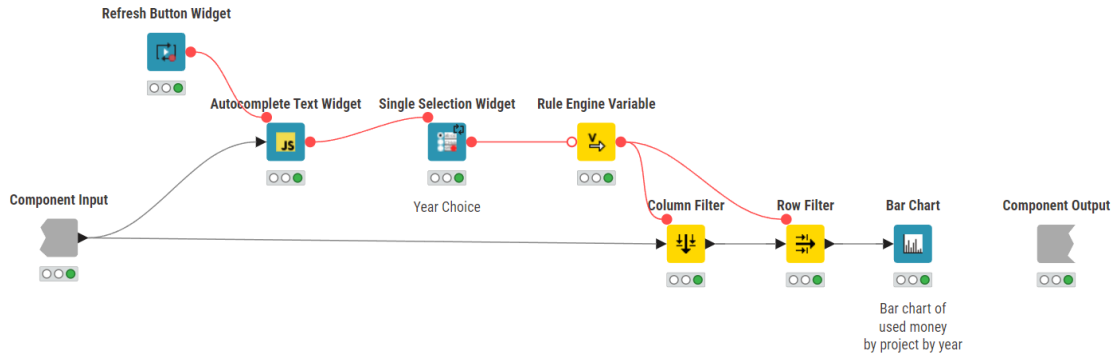 Refresh Button Widget
Autocomplete Text Widget
Single Selection Widget
Rule Engine Variable
JS
V
Year Choice
Component Input
Column Filter
Row Filter
Bar Chart
Component Output
Bar chart of
used money
by project by year